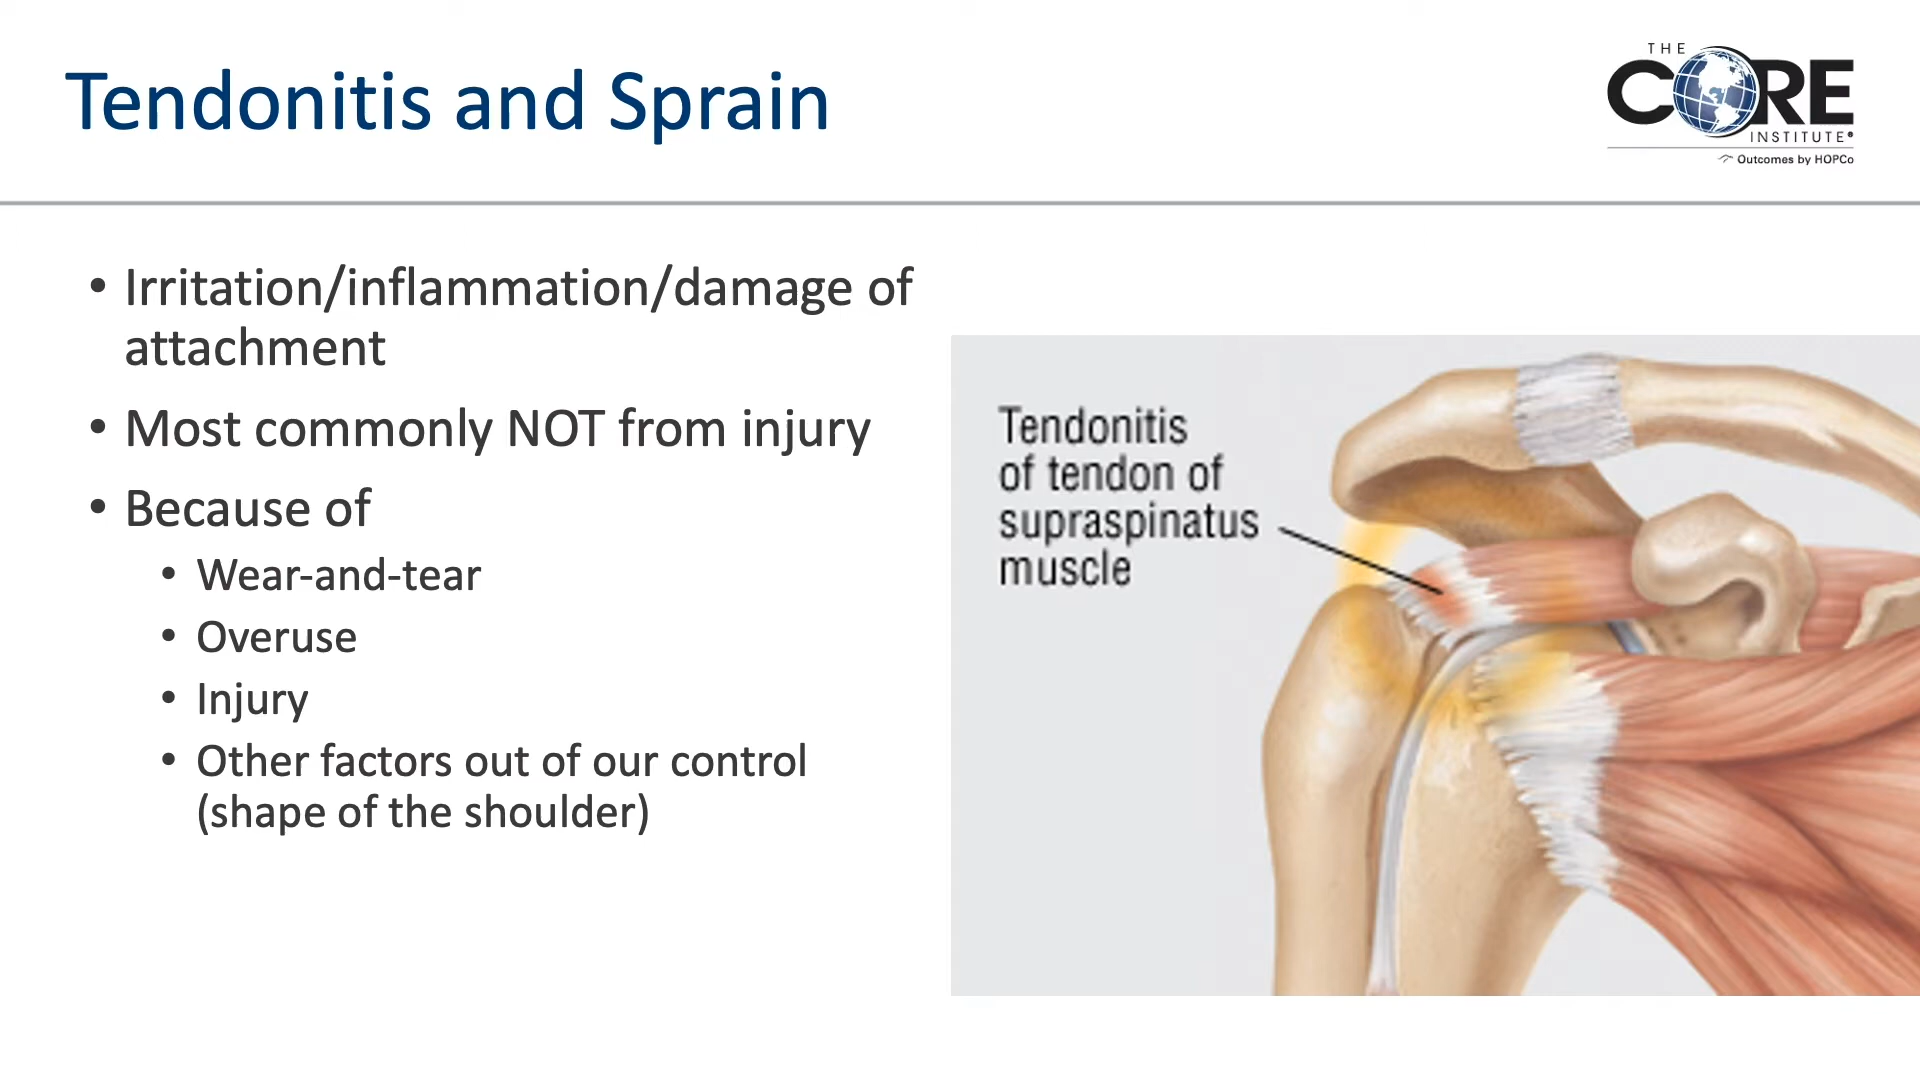 Tendonitis and Sprain
THE
CORE
INSTITUTE®
Outcomes by HOPCo
• Irritation/inflammation/damage of
attachment
• Most commonly NOT from injury
• Because of
• Wear-and-tear
• Overuse
• Injury
• Other factors out of our control
(shape of the shoulder)
Tendonitis
of tendon of
supraspinatus
muscle